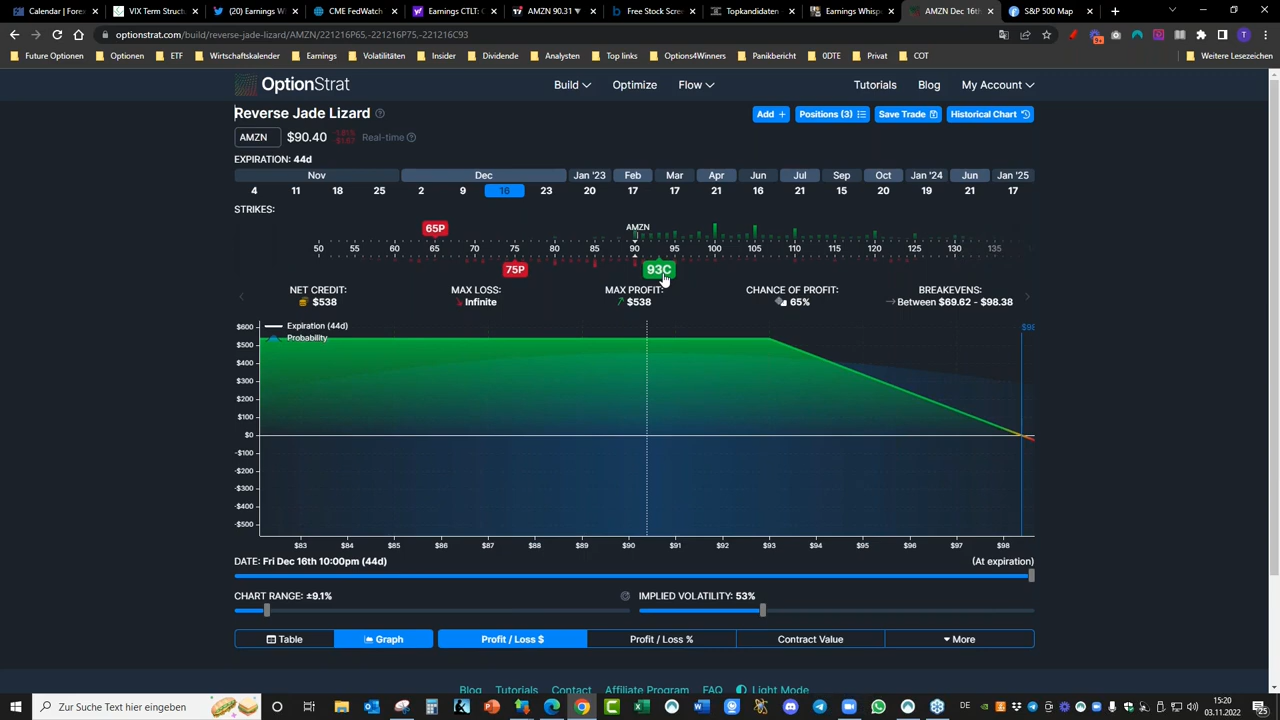 Calendar | Forex
VIX Term Struct
(20) Earnings W
CME FedWatch
Earnings CTLT: C
AMZN 90.31 ▼
Free Stock Scree
Topkandidaten
Earnings Whisp
AMZN Dec 16th
S&P 500 Map
optionstrat.com/build/reverse-jade-lizard/AMZN/221216P65,-221216P75,-221216C93
Future Optionen
Optionen
ETF
Wirtschaftskalender
Earnings
Volatilitäten
Insider
Dividende
Analysten
Top links
Options4Winners
Panikbericht
0DTE
Privat
COT
Weitere Lesezeichen
OptionStrat
Build
Optimize
Flow
Tutorials
Blog
My Account
Reverse Jade Lizard
Add +
Positions (3)
Save Trade
Historical Chart
AMZN
$90.40
Real-time
EXPIRATION: 44d
Nov Dec Jan '23 Feb Mar Apr Jun Jul Sep Oct Jan '24 Jun Jan '25
4 11 18 25 2 9 16 23 20 17 17 21 16 21 15 20 19 21 17
STRIKES:
65P
AMZN
50 55 60 65 70 75 80 85 90 95 100 105 110 115 120 125 130 135
75P
93C
NET CREDIT: MAX LOSS: MAX PROFIT: CHANCE OF PROFIT: BREAKEVENS:
$538 Infinite $538 65% Between $69.62 - $98.38
Expiration (44d)
Probability
$600
$500
$400
$300
$200
$100
$0
-$100
-$200
-$300
-$400
-$500
$83 $84 $85 $86 $87 $88 $89 $90 $91 $92 $93 $94 $95 $96 $97 $98
DATE: Fri Dec 16th 10:00pm (44d)
(At expiration)
CHART RANGE: ±9.1%
IMPLIED VOLATILITY: 53%
Table
Graph
Profit / Loss $
Profit / Loss %
Contract Value
More
Blog Tutorials Contact Affiliate Program FAQ Light Mode
Zur Suche Text hier eingeben
DE
15:20
03.11.2022